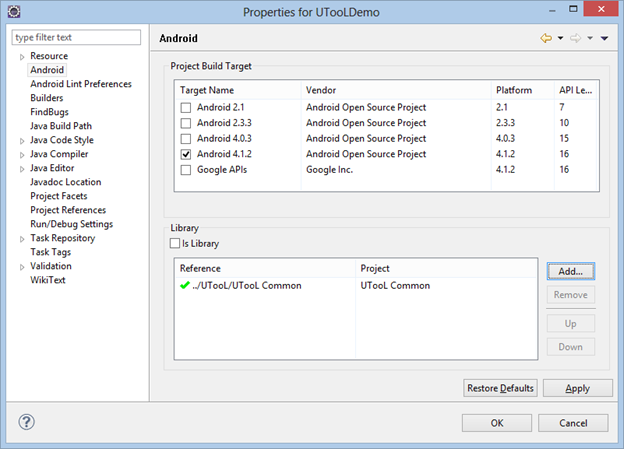 Properties for UTooLDemo
type filter text
Android
Resource
Android
Android Lint Preferences
Builders
FindBugs
Java Build Path
Java Code Style
Java Compiler
Java Editor
Javadoc Location
Project Facets
Project References
Run/Debug Settings
Task Repository
Task Tags
Validation
WikiText
Project Build Target
Target Name Vendor Platform API Le...
Android 2.1 Android Open Source Project 2.1 7
Android 2.3.3 Android Open Source Project 2.3.3 10
Android 4.0.3 Android Open Source Project 4.0.3 15
Android 4.1.2 Android Open Source Project 4.1.2 16
Google APIs Google Inc. 4.1.2 16
Library
Is Library
Reference Project
../UTooL/UTooL Common UTooL Common
Add...
Remove
Up
Down
Restore Defaults Apply
OK Cancel